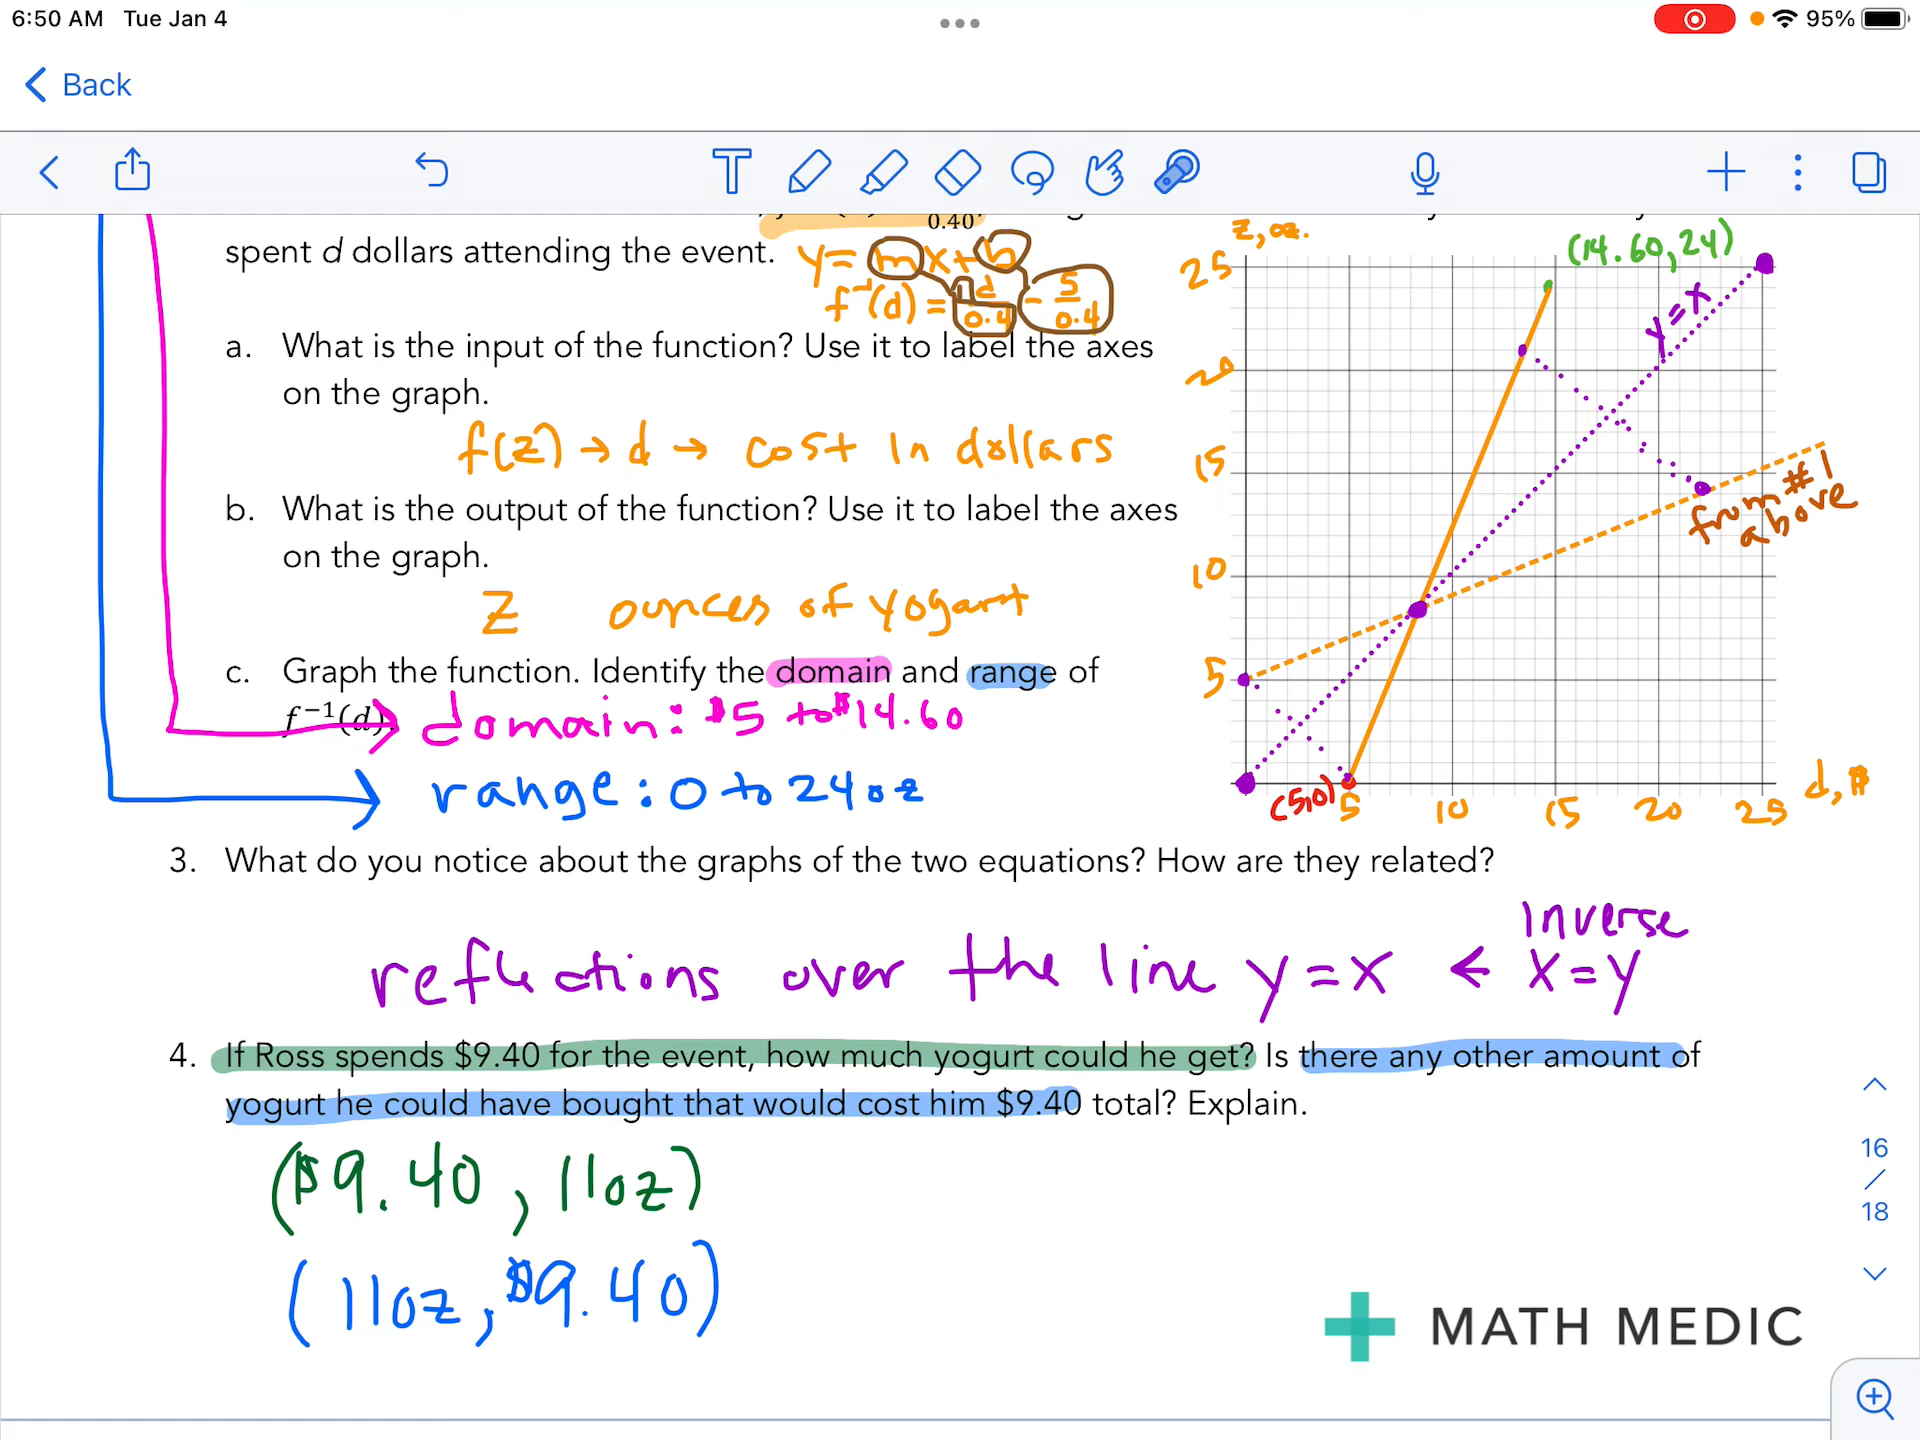 6:50 AM Tue Jan 4
95%
Back
0.40
spent d dollars attending the event.
y = mx + b
f⁻¹(d) = 1d/0.4 - 5/0.4
a. What is the input of the function? Use it to label the axes
on the graph.
f(z) → d → cost in dollars
b. What is the output of the function? Use it to label the axes
on the graph.
z ounces of yogart
c. Graph the function. Identify the domain and range of
f⁻¹(d)
domain: $5 to $14.60
range: 0 to 24 oz
z, oz.
25
20
15
10
5
(14.60, 24)
y = x
from #1
above
(5,0)
5 10 15 20 25
d, $
3. What do you notice about the graphs of the two equations? How are they related?
inverse
reflections over the line y = x ← x = y
4. If Ross spends $9.40 for the event, how much yogurt could he get? Is there any other amount of
yogurt he could have bought that would cost him $9.40 total? Explain.
($9.40, 11oz)
(11oz, $9.40)
16
/
18
MATH MEDIC